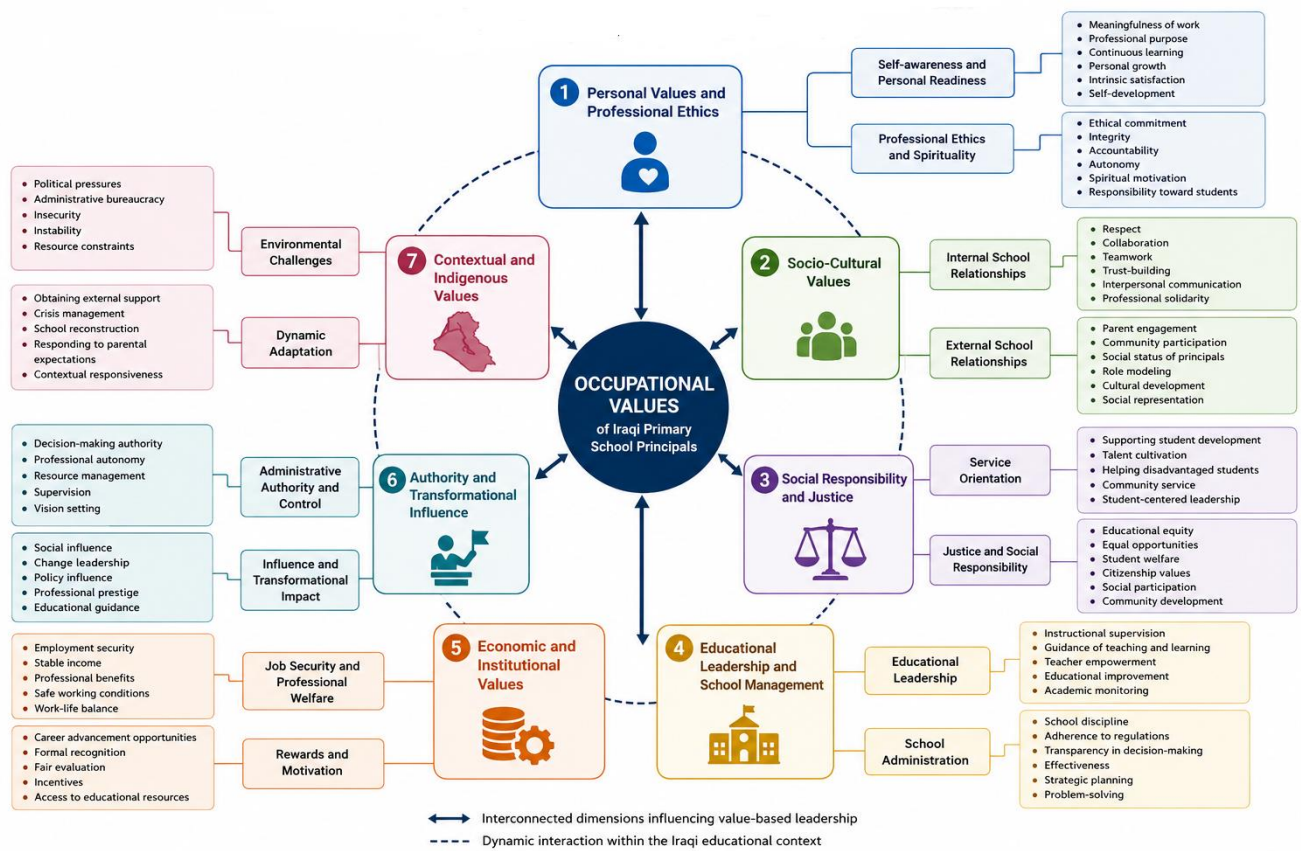 1
Personal Values and
Professional Ethics
Self-awareness and
Personal Readiness
• Meaningfulness of work
• Professional purpose
• Continuous learning
• Personal growth
• Intrinsic satisfaction
• Self-development
Professional Ethics
and Spirituality
• Ethical commitment
• Integrity
• Accountability
• Autonomy
• Spiritual motivation
• Responsibility toward students
2
Socio-Cultural
Values
Internal School
Relationships
• Respect
• Collaboration
• Teamwork
• Trust-building
• Interpersonal communication
• Professional solidarity
External School
Relationships
• Parent engagement
• Community participation
• Social status of principals
• Role modeling
• Cultural development
• Social representation
3
Social Responsibility
and Justice
Service
Orientation
• Supporting student development
• Talent cultivation
• Helping disadvantaged students
• Community service
• Student-centered leadership
Justice and Social
Responsibility
• Educational equity
• Equal opportunities
• Student welfare
• Citizenship values
• Social participation
• Community development
4
Educational
Leadership and
School Management
Educational
Leadership
• Instructional supervision
• Guidance of teaching and learning
• Teacher empowerment
• Educational improvement
• Academic monitoring
School
Administration
• School discipline
• Adherence to regulations
• Transparency in decision-making
• Effectiveness
• Strategic planning
• Problem-solving
5
Economic and
Institutional
Values
Job Security and
Professional
Welfare
• Employment security
• Stable income
• Professional benefits
• Safe working conditions
• Work-life balance
Rewards and
Motivation
• Career advancement opportunities
• Formal recognition
• Fair evaluation
• Incentives
• Access to educational resources
6
Authority and
Transformational
Influence
Administrative
Authority and
Control
• Decision-making authority
• Professional autonomy
• Resource management
• Supervision
• Vision setting
Influence and
Transformational
Impact
• Social influence
• Change leadership
• Policy influence
• Professional prestige
• Educational guidance
7
Contextual and
Indigenous
Values
Environmental
Challenges
• Political pressures
• Administrative bureaucracy
• Insecurity
• Instability
• Resource constraints
Dynamic
Adaptation
• Obtaining external support
• Crisis management
• School reconstruction
• Responding to parental
expectations
• Contextual responsiveness
OCCUPATIONAL
VALUES
of Iraqi Primary
School Principals
Interconnected dimensions influencing value-based leadership
Dynamic interaction within the Iraqi educational context